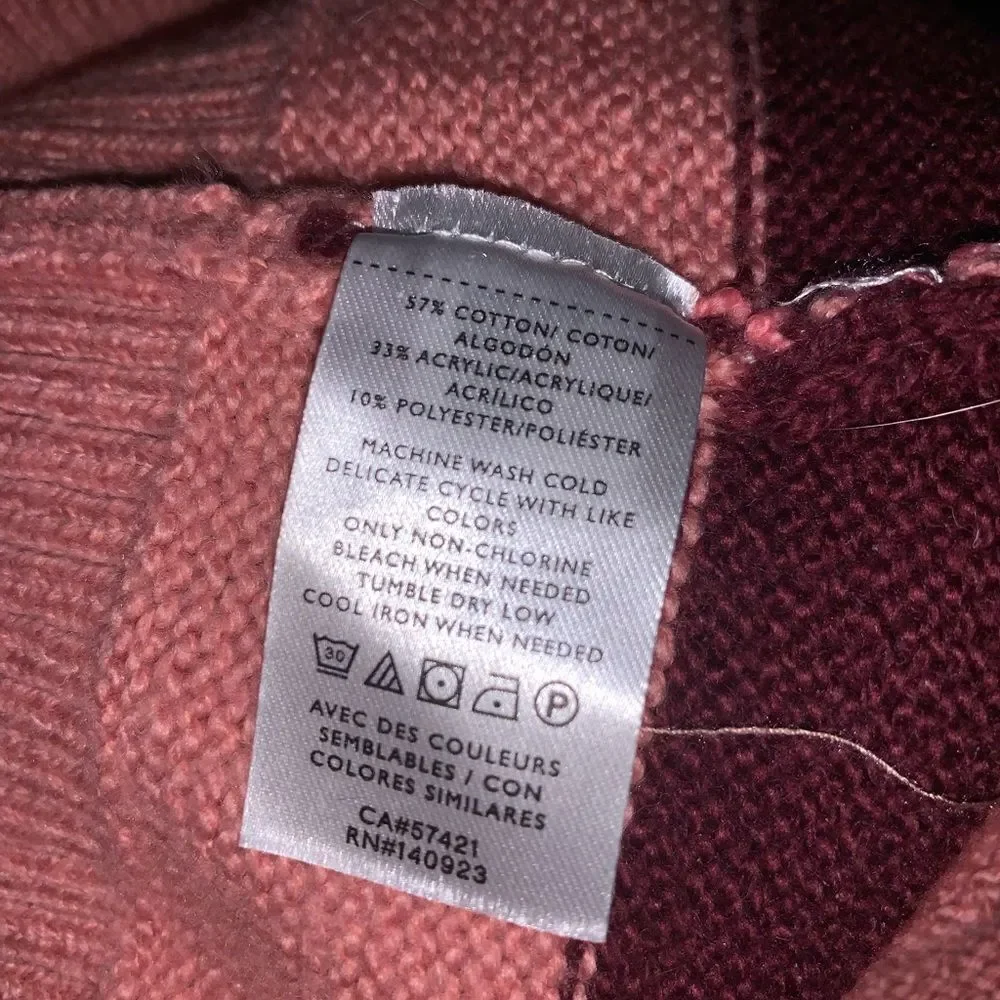 57% COTTON/ COTON/
ALGODÓN
33% ACRYLIC/ACRYLIQUE/
ACRÍLICO
10% POLYESTER/POLIÉSTER
MACHINE WASH COLD
DELICATE CYCLE WITH LIKE
COLORS
ONLY NON-CHLORINE
BLEACH WHEN NEEDED
TUMBLE DRY LOW
COOL IRON WHEN NEEDED
30 P
AVEC DES COULEURS
SEMBLABLES / CON
COLORES SIMILARES
CA#57421
RN#140923